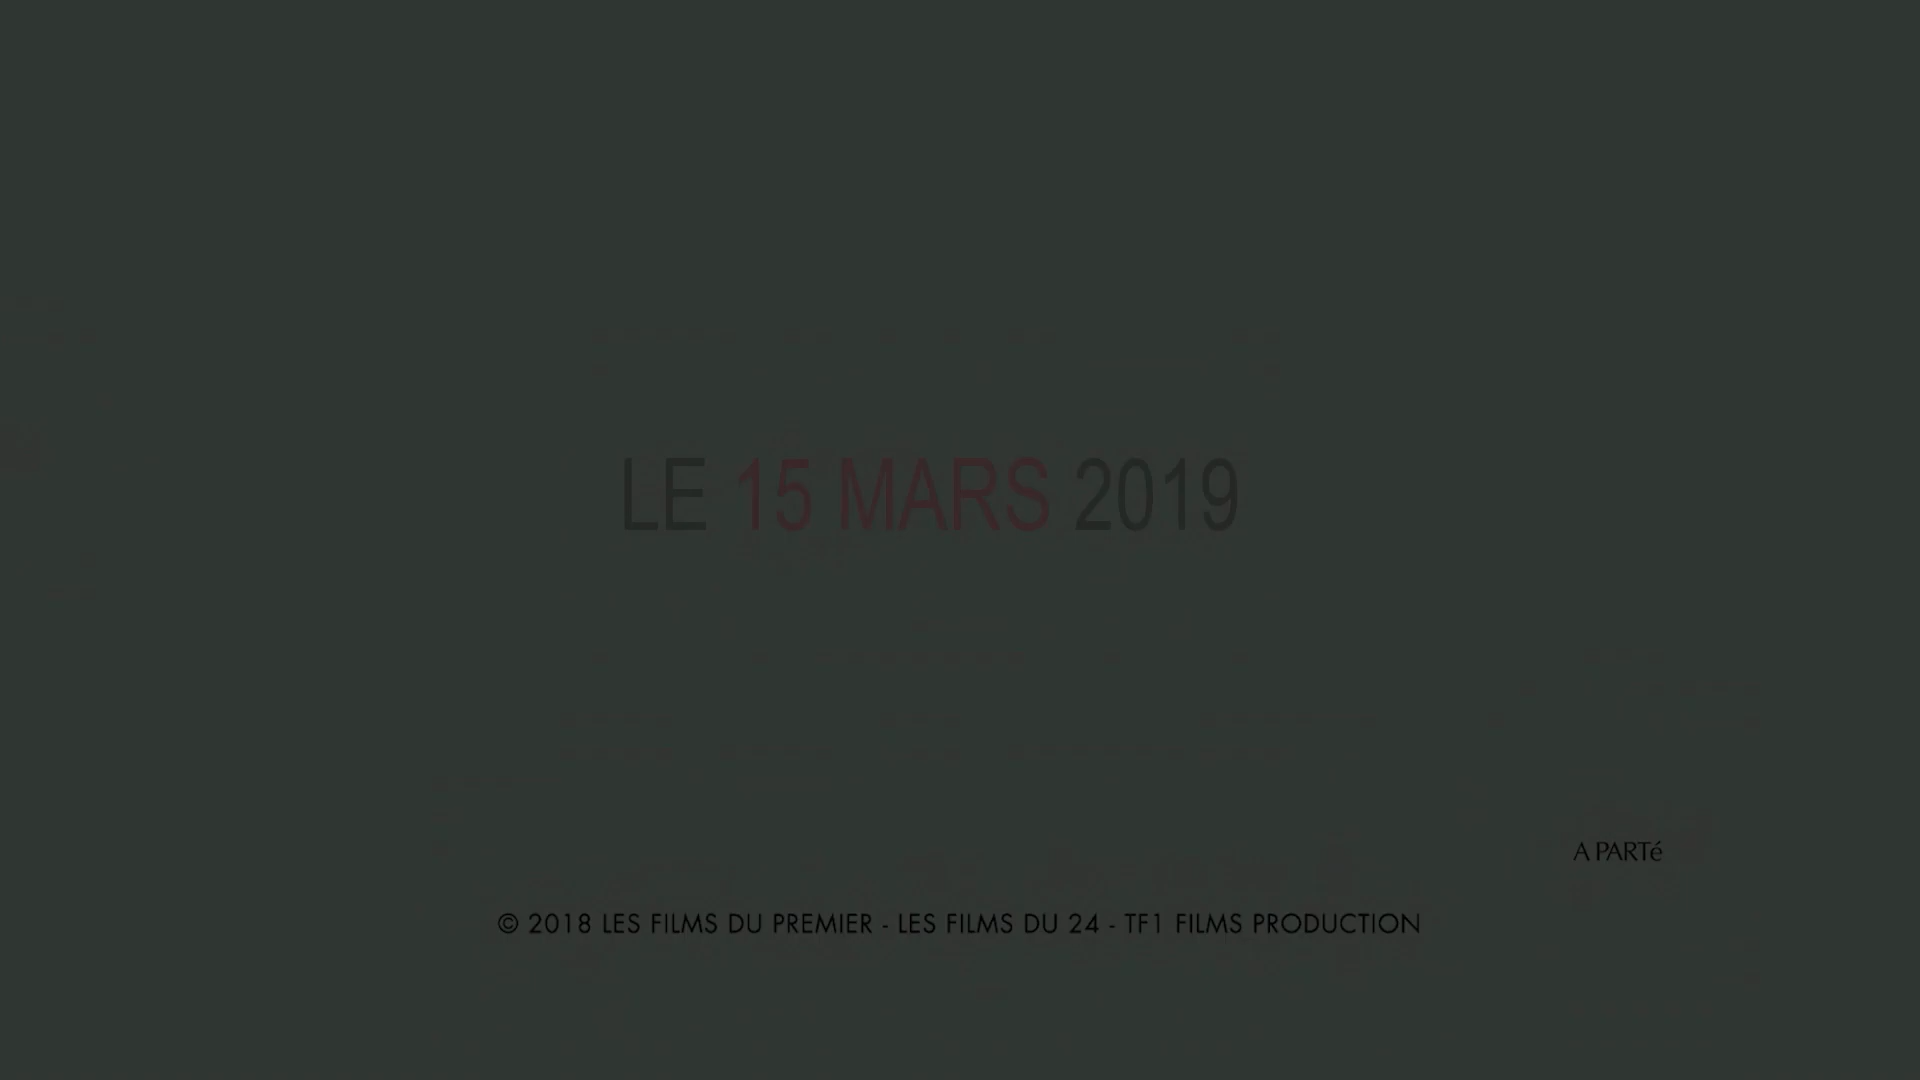 LE 15 MARS 2019
A PARTé
© 2018 LES FILMS DU PREMIER - LES FILMS DU 24 - TF1 FILMS PRODUCTION